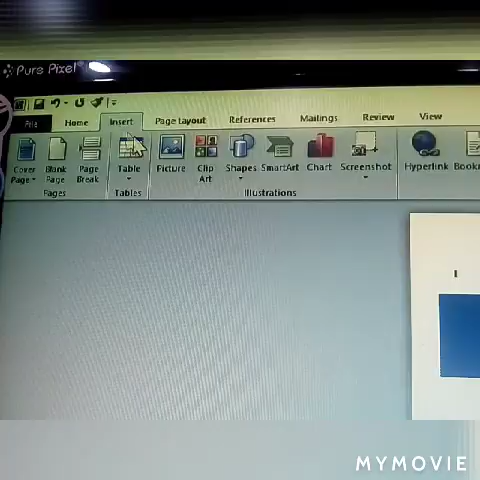 Pure Pixel
File Home Insert Page Layout References Mailings Review View
Cover Page Blank Page Page Break Table Picture Clip Art Shapes SmartArt Chart Screenshot Hyperlink Book
Pages Tables Illustrations
MYMOVIE